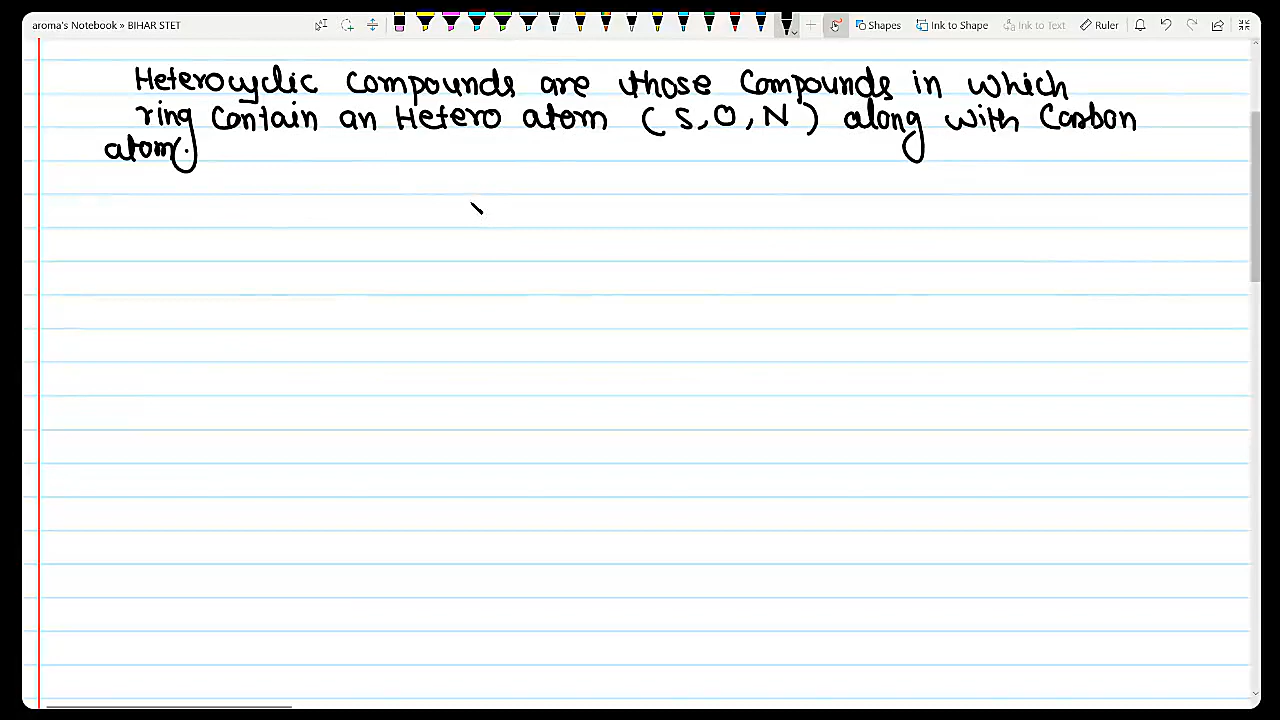 aroma's Notebook » BIHAR STET
Shapes
Ink to Shape
Ink to Text
Ruler
Heterocyclic compounds are those compounds in which
ring contain an Hetero atom (S,O,N) along with Carbon
atom.